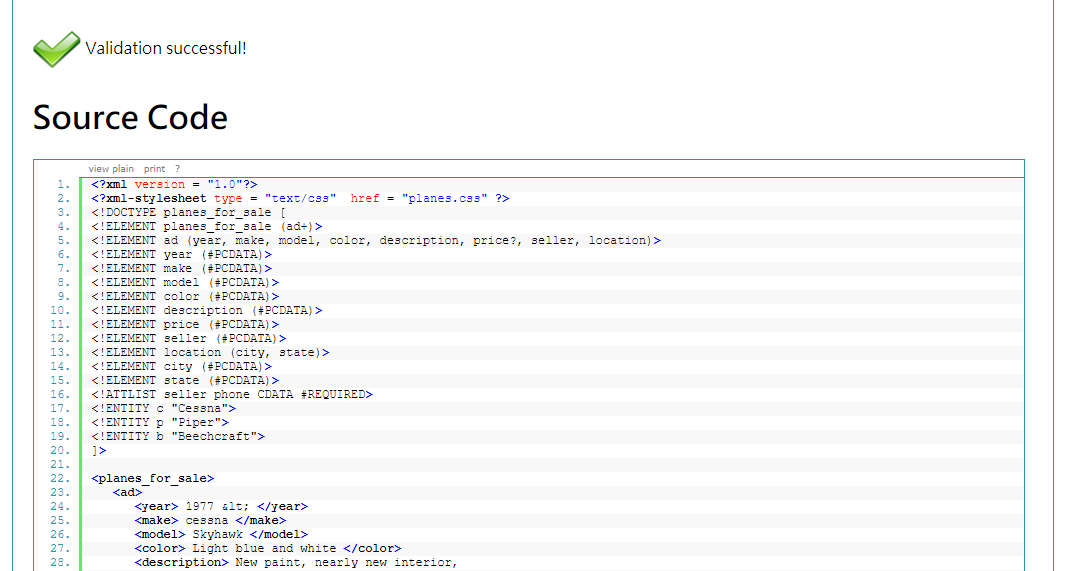 Validation successful!
Source Code
view plain print ?
1. <?xml version = "1.0"?>
2. <?xml-stylesheet type = "text/css"  href = "planes.css" ?>
3. <!DOCTYPE planes_for_sale [
4. <!ELEMENT planes_for_sale (ad+)>
5. <!ELEMENT ad (year, make, model, color, description, price?, seller, location)>
6. <!ELEMENT year (#PCDATA)>
7. <!ELEMENT make (#PCDATA)>
8. <!ELEMENT model (#PCDATA)>
9. <!ELEMENT color (#PCDATA)>
10. <!ELEMENT description (#PCDATA)>
11. <!ELEMENT price (#PCDATA)>
12. <!ELEMENT seller (#PCDATA)>
13. <!ELEMENT location (city, state)>
14. <!ELEMENT city (#PCDATA)>
15. <!ELEMENT state (#PCDATA)>
16. <!ATTLIST seller phone CDATA #REQUIRED>
17. <!ENTITY c "Cessna">
18. <!ENTITY p "Piper">
19. <!ENTITY b "Beechcraft">
20. ]>
21.
22. <planes_for_sale>
23.    <ad>
24.       <year> 1977 &lt; </year>
25.       <make> cessna </make>
26.       <model> Skyhawk </model>
27.       <color> Light blue and white </color>
28.       <description> New paint, nearly new interior,